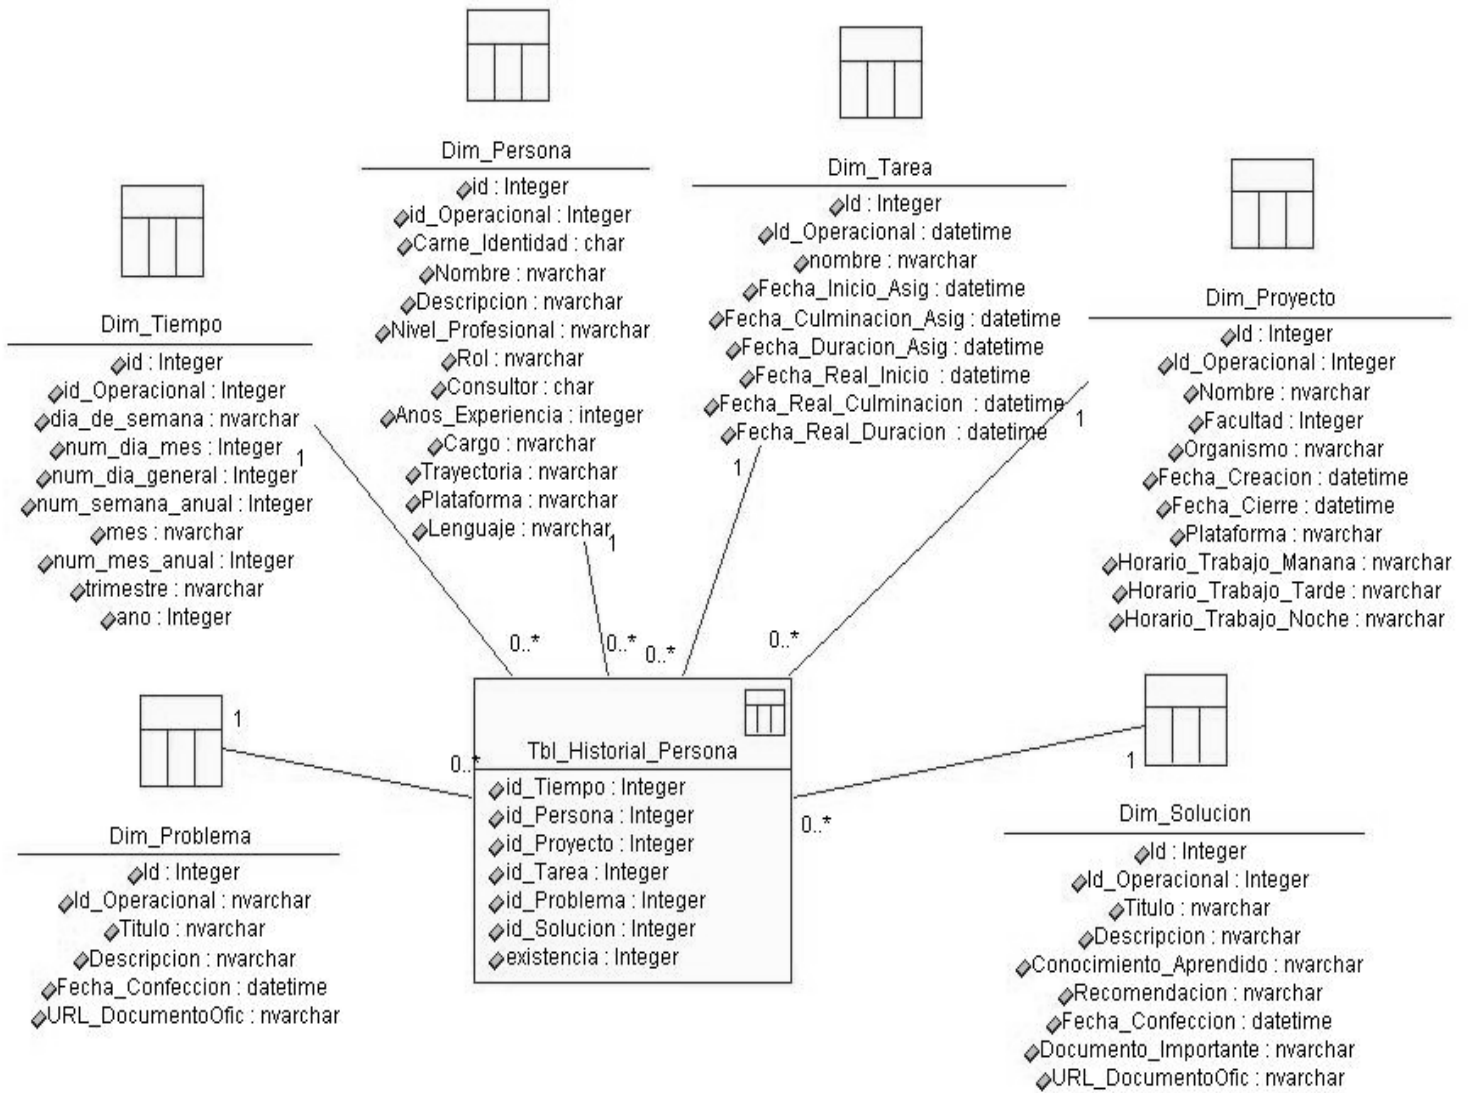 Dim_Persona
id : Integer
id_Operacional : Integer
Carne_Identidad : char
Nombre : nvarchar
Descripcion : nvarchar
Nivel_Profesional : nvarchar
Rol : nvarchar
Consultor : char
Anos_Experiencia : integer
Cargo : nvarchar
Trayectoria : nvarchar
Plataforma : nvarchar
Lenguaje : nvarchar
1
0..*
Dim_Tarea
Id : Integer
Id_Operacional : datetime
nombre : nvarchar
Fecha_Inicio_Asig : datetime
Fecha_Culminacion_Asig : datetime
Fecha_Duracion_Asig : datetime
Fecha_Real_Inicio : datetime
Fecha_Real_Culminacion : datetime
Fecha_Real_Duracion : datetime
1
0..*
Dim_Tiempo
id : Integer
id_Operacional : Integer
dia_de_semana : nvarchar
num_dia_mes : Integer
num_dia_general : Integer
num_semana_anual : Integer
mes : nvarchar
num_mes_anual : Integer
trimestre : nvarchar
ano : Integer
1
0..*
Dim_Proyecto
Id : Integer
Id_Operacional : Integer
Nombre : nvarchar
Facultad : Integer
Organismo : nvarchar
Fecha_Creacion : datetime
Fecha_Cierre : datetime
Plataforma : nvarchar
Horario_Trabajo_Manana : nvarchar
Horario_Trabajo_Tarde : nvarchar
Horario_Trabajo_Noche : nvarchar
1
0..*
Tbl_Historial_Persona
id_Tiempo : Integer
id_Persona : Integer
id_Proyecto : Integer
id_Tarea : Integer
id_Problema : Integer
id_Solucion : Integer
existencia : Integer
1
0..*
Dim_Problema
Id : Integer
Id_Operacional : nvarchar
Titulo : nvarchar
Descripcion : nvarchar
Fecha_Confeccion : datetime
URL_DocumentoOfic : nvarchar
1
0..*
Dim_Solucion
Id : Integer
Id_Operacional : Integer
Titulo : nvarchar
Descripcion : nvarchar
Conocimiento_Aprendido : nvarchar
Recomendacion : nvarchar
Fecha_Confeccion : datetime
Documento_Importante : nvarchar
URL_DocumentoOfic : nvarchar